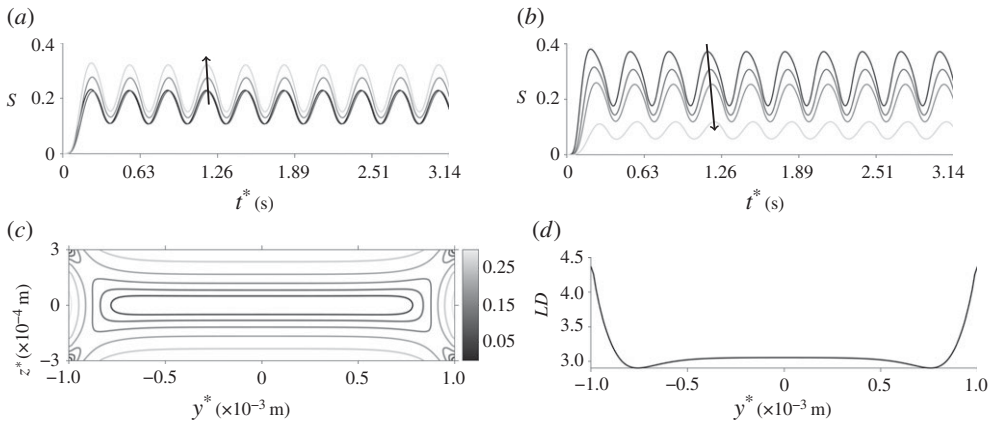 (a)
0.4
S
0.2
0
0 0.63 1.26 1.89 2.51 3.14
t* (s)
(b)
0.4
S
0.2
0
0 0.63 1.26 1.89 2.51 3.14
t* (s)
(c)
3
z* (×10⁻⁴ m)
0
−3
−1.0 −0.5 0 0.5 1.0
y* (×10⁻³ m)
0.25
0.15
0.05
(d)
4.5
4.0
LD
3.5
3.0
−1.0 −0.5 0 0.5 1.0
y* (×10⁻³ m)